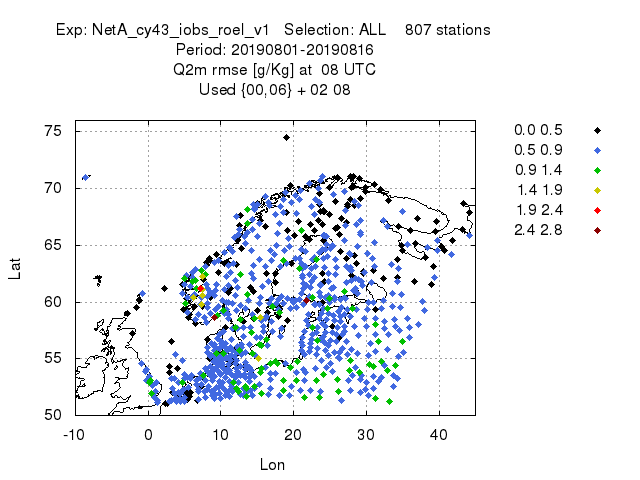 Exp: NetA_cy43_iobs_roel_v1 Selection: ALL 807 stations
Period: 20190801-20190816
Q2m rmse [g/Kg] at 08 UTC
Used {00,06} + 02 08
0.0 0.5
0.5 0.9
0.9 1.4
1.4 1.9
1.9 2.4
2.4 2.8
75
70
65
60
55
50
Lat
-10 0 10 20 30 40
Lon